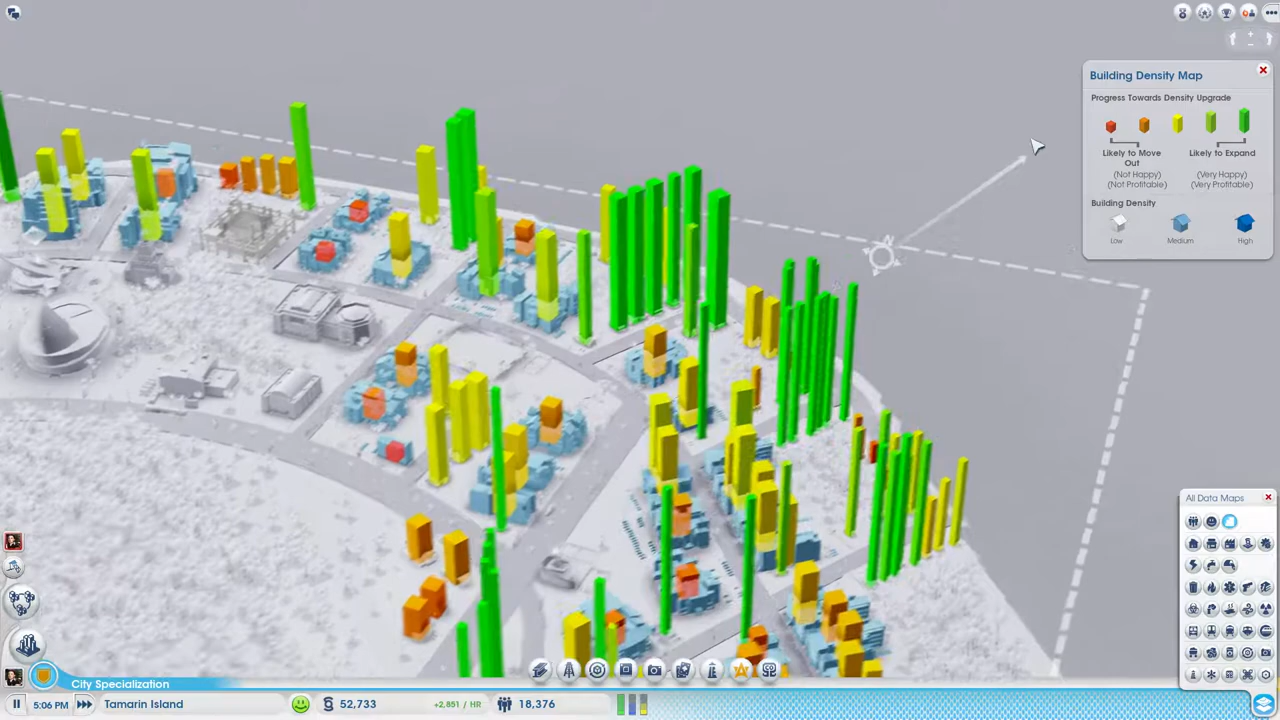 Building Density Map
Progress Towards Density Upgrade
Likely to Move Out
Likely to Expand
(Not Happy)
(Very Happy)
(Not Profitable)
(Very Profitable)
Building Density
Low
Medium
High
All Data Maps
City Specialization
5:06 PM
Tamarin Island
52,733
+2,851 / HR
18,376